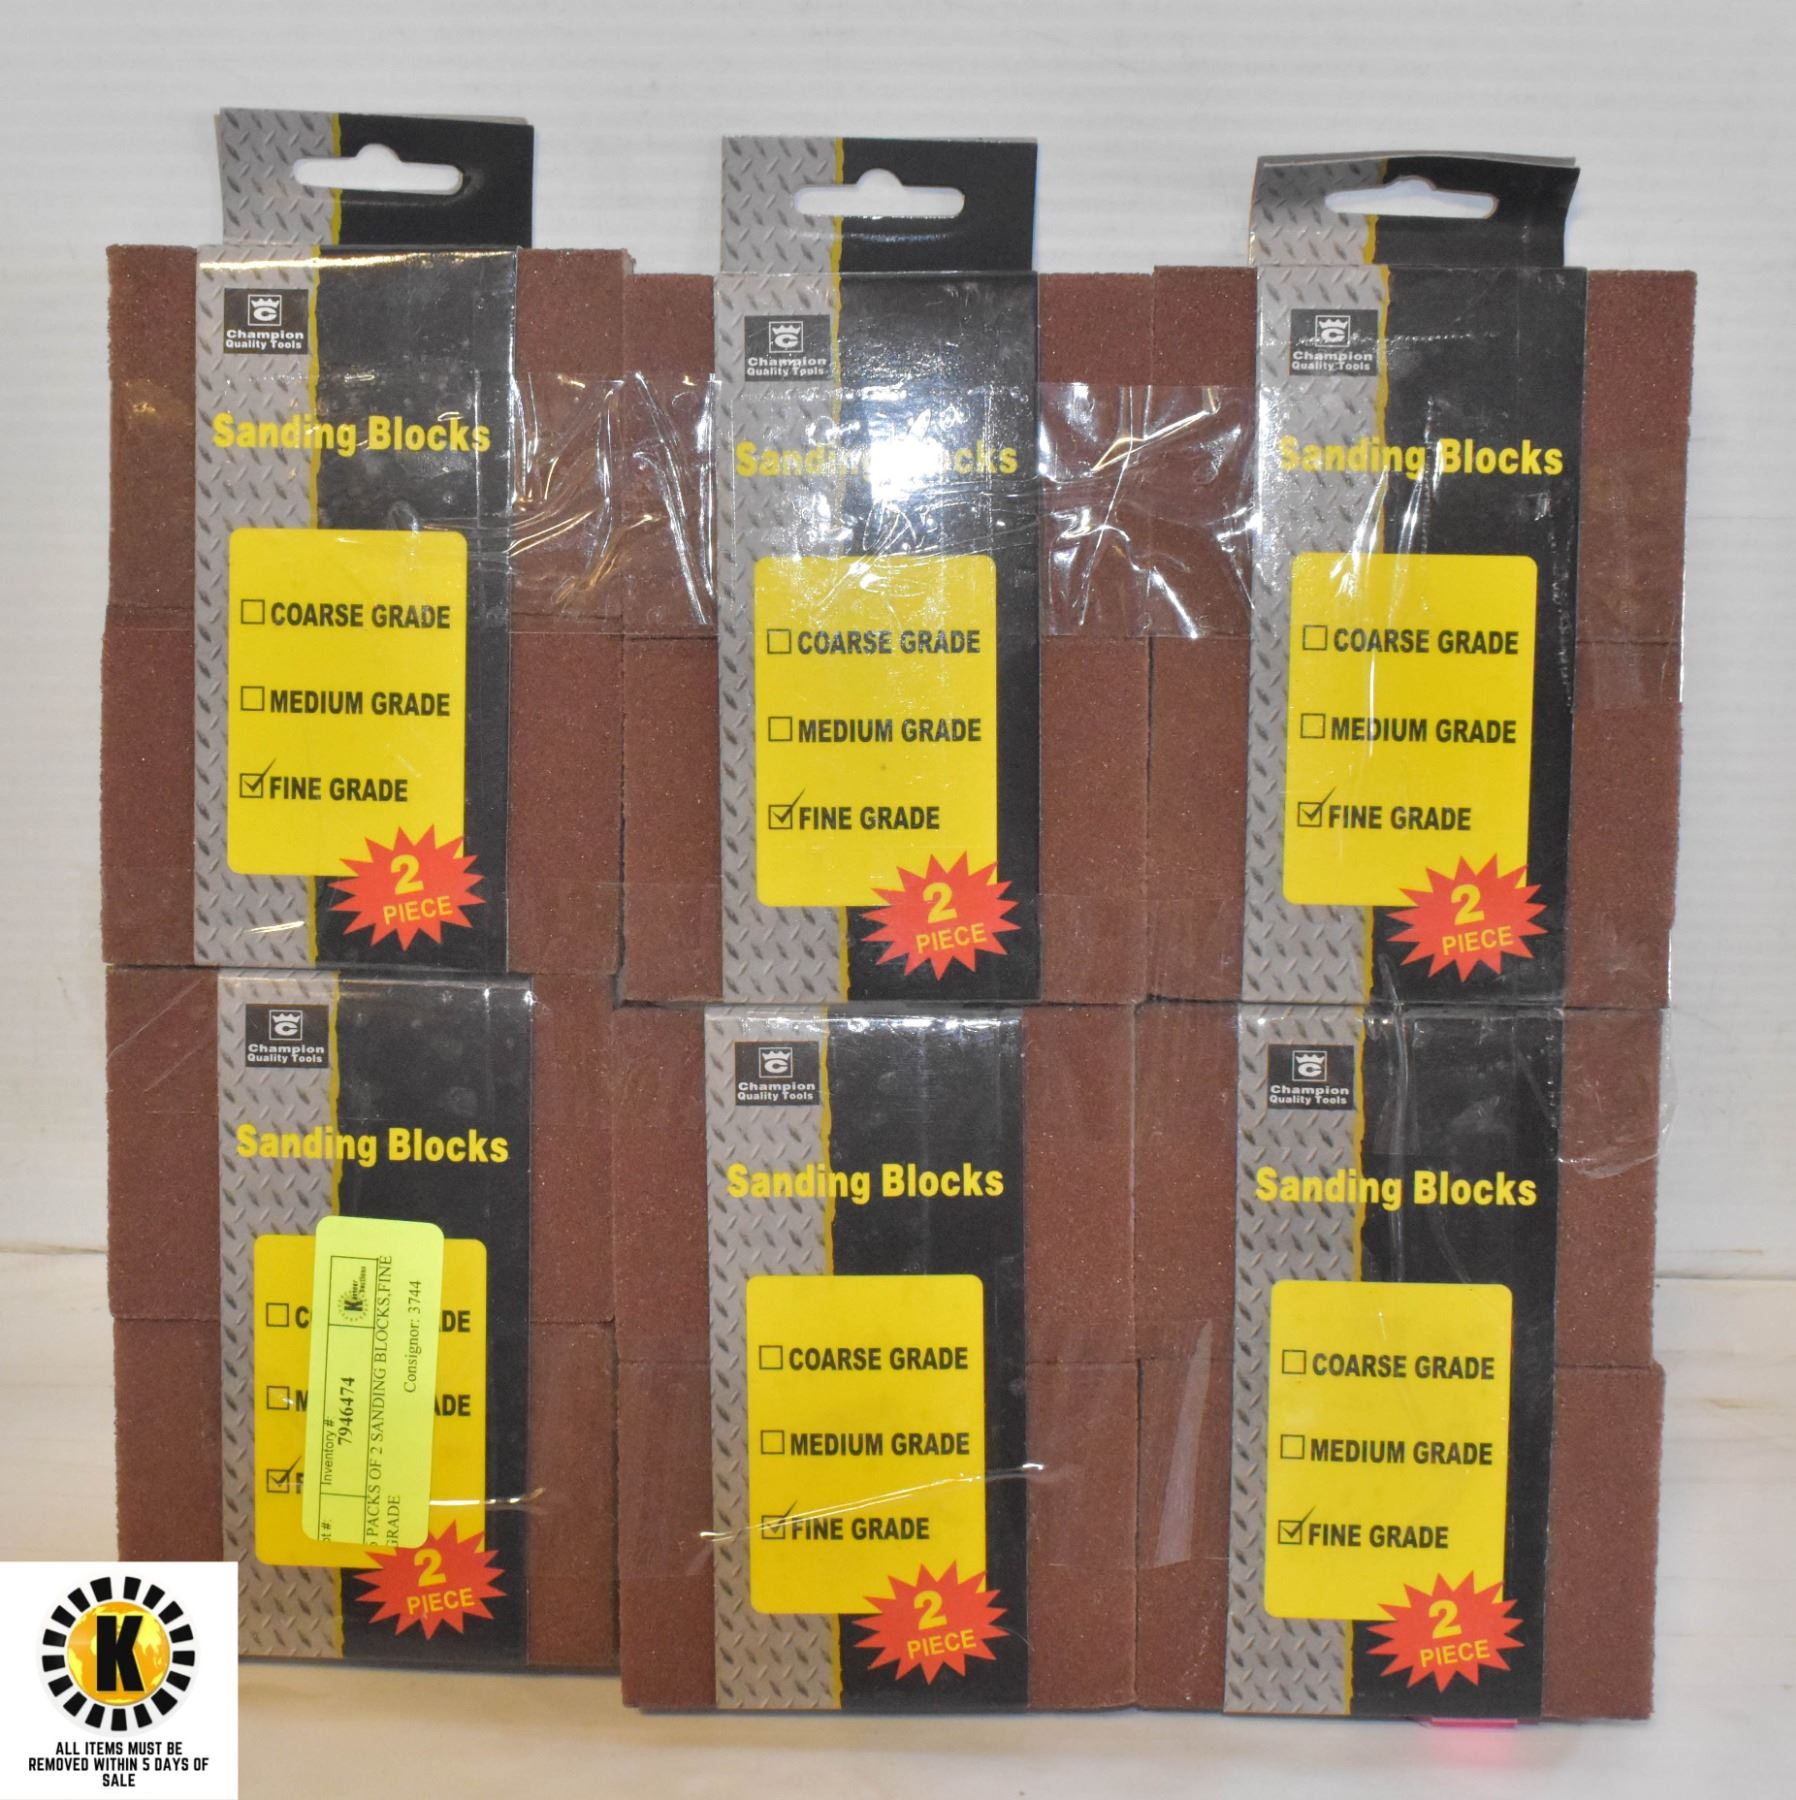 Champion
Quality Tools
Sanding Blocks
COARSE GRADE
MEDIUM GRADE
FINE GRADE
2
PIECE
Champion
Quality Tools
Sanding Blocks
COARSE GRADE
MEDIUM GRADE
FINE GRADE
2
PIECE
Champion
Quality Tools
Sanding Blocks
COARSE GRADE
MEDIUM GRADE
FINE GRADE
2
PIECE
Champion
Quality Tools
Sanding Blocks
Inventory #:
7946474
PACKS OF 2 SANDING BLOCKS,FINE
GRADE
Consignor: 3744
2
PIECE
Champion
Quality Tools
Sanding Blocks
COARSE GRADE
MEDIUM GRADE
FINE GRADE
2
PIECE
Champion
Quality Tools
Sanding Blocks
COARSE GRADE
MEDIUM GRADE
FINE GRADE
2
PIECE
K
ALL ITEMS MUST BE
REMOVED WITHIN 5 DAYS OF
SALE